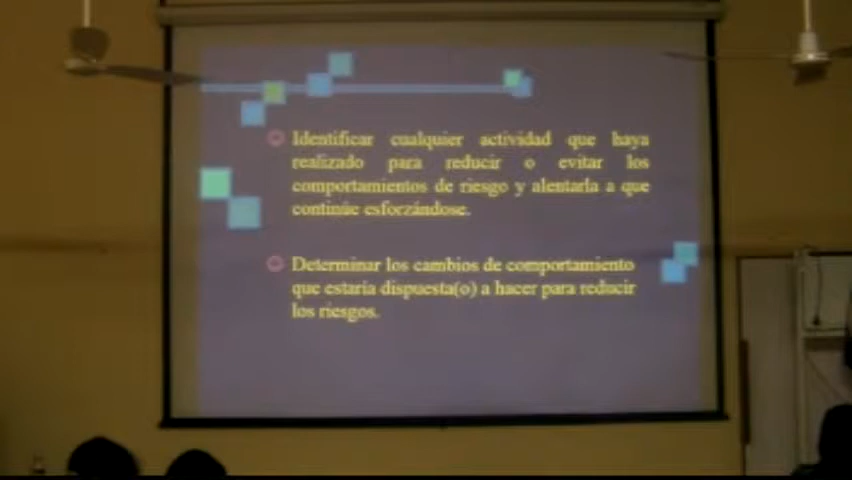 Identificar cualquier actividad que haya
realizado para reducir o evitar los
comportamientos de riesgo y alentarla a que
continúe esforzándose.
Determinar los cambios de comportamiento
que estaría dispuesta(o) a hacer para reducir
los riesgos.